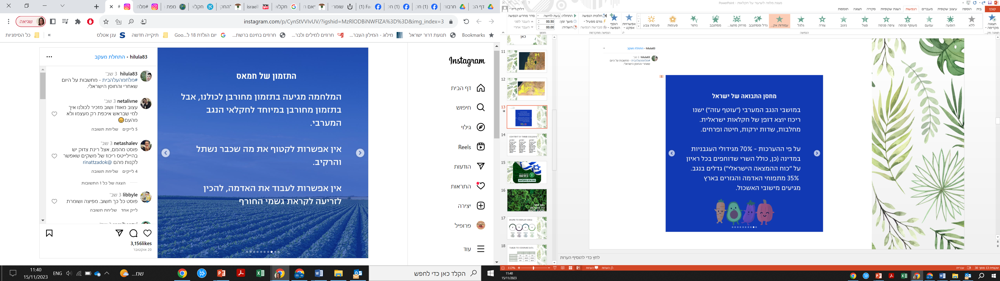 instagram.com/p/CynStVVIvUV/?igshid=MzRlODBiNWFlZA%3D%3D&img_index=3
שגיאה
Bookmarks
תנועת דרור ישראל
מילוג - המילון העבר...
חרוזים למילים ולבר...
חרוזים בחינם ברשת...
יום הולדת 18 ל...Goo
תיקייה חדשה
ענן אטלס
»
כל הסימניות
Instagram
דף הבית
חיפוש
גילוי
Reels
הודעות
התראות
יצירה
פרופיל
עוד
התזמון של חמאס
המלחמה מגיעה בתזמון מחורבן לכולנו, אבל
בתזמון מחורבן במיוחד לחקלאי הנגב
המערבי.
אין אפשרות לקטוף את מה שכבר נשתל
והרקיב.
אין אפשרות לעבוד את האדמה, להכין
לזריעה לקראת גשמי החורף
hilula83 • התחלת מעקב
hilula83 3 שב'
#מלחמהעלהבית - מחשבות על היום
שאחרי והחוסן הישראלי.
netalivne 3 שב'
עצוב מאוד! ושוב מזכיר לכולנו איך
למי שבראש איכפת רק מעצמו ולא
מהעם😔
5 לייקים שליחת תשובה
netashalev 3 שב'
פוסט מהמם, אצל רינת צדוק יש
בהיילייטס ריכוז של משקים שאפשר
לקנות מהם @rinattzadok
4 לייקים שליחת תשובה
הצגה של כל 1 התשובות
libbyle 3 שב'
פוסט כל כך חשוב. מפיצה ושומרת
לייק אחד שליחת תשובה
3,156likes
20 אוקטובר
הקלד כאן כדי לחפש
שמ...
ENG
11:40
15/11/2023
מצגת מלווה לשיעור על חקלאות - PowerPoint
דלית רייז
קובץ
בית
הוספה
עיצוב שקופית
מעברים
הנפשות
הצגת שקופיות
סקירה
תצוגה
תוספות
תצוגה
מקדימה
ללא
הופעה
עמעם
מעופף פנימה
ציפה פנימה
פצל
ניגוב
צורה
גלגל
עמודות אק...
גדל ומסתובב
מרחק מתצו...
מסתובב
ניתור
פעימות
פעימת צבע
אפשרויות
אפקט
הוסף
הנפשה
חלונית הנפשה
גורם מפעיל
מברשת הנפשה
התחלה: בעת לחיצה
משך זמן: 00.50
השהיה: 00.00
סדר מחדש הנפשה
העבר לפני
העבר אחרי
הנפשה
הנפשה מתקדמת
תזמון
כאן
11
12
13
14
CONTENT IN THREE COLUMNS
15
16
USE BIG
IMAGES TO
SHOW YOUR
17
18
TABLES TO COMPARE DATA
hilula83 • התחלת מעקב
hilula83 3 שב'
#מלחמהעלהבית - מחשבות על היום
שאחרי והחוסן הישראלי.
1
מחסן התבואה של ישראל
במושבי הנגב המערבי ("עוטף עזה") ישנו
ריכוז יוצא דופן של חקלאות ישראלית.
מחלבות, שדות ירקות, חיטה ופרחים.
על פי ההערכות - 70% מגידולי העגבניות
במדינה (כן, כולל השרי שדוחפים בכל ראיון
על "כוח ההמצאה הישראלי") גדלים בנגב.
35% מתפוחי האדמה והגזרים בארץ
מגיעים מישובי האשכול.
לחץ כדי להוסיף הערות
שקופית 13 מתוך 30
עברית
הערות
הערות
113%
11:40
15/11/2023